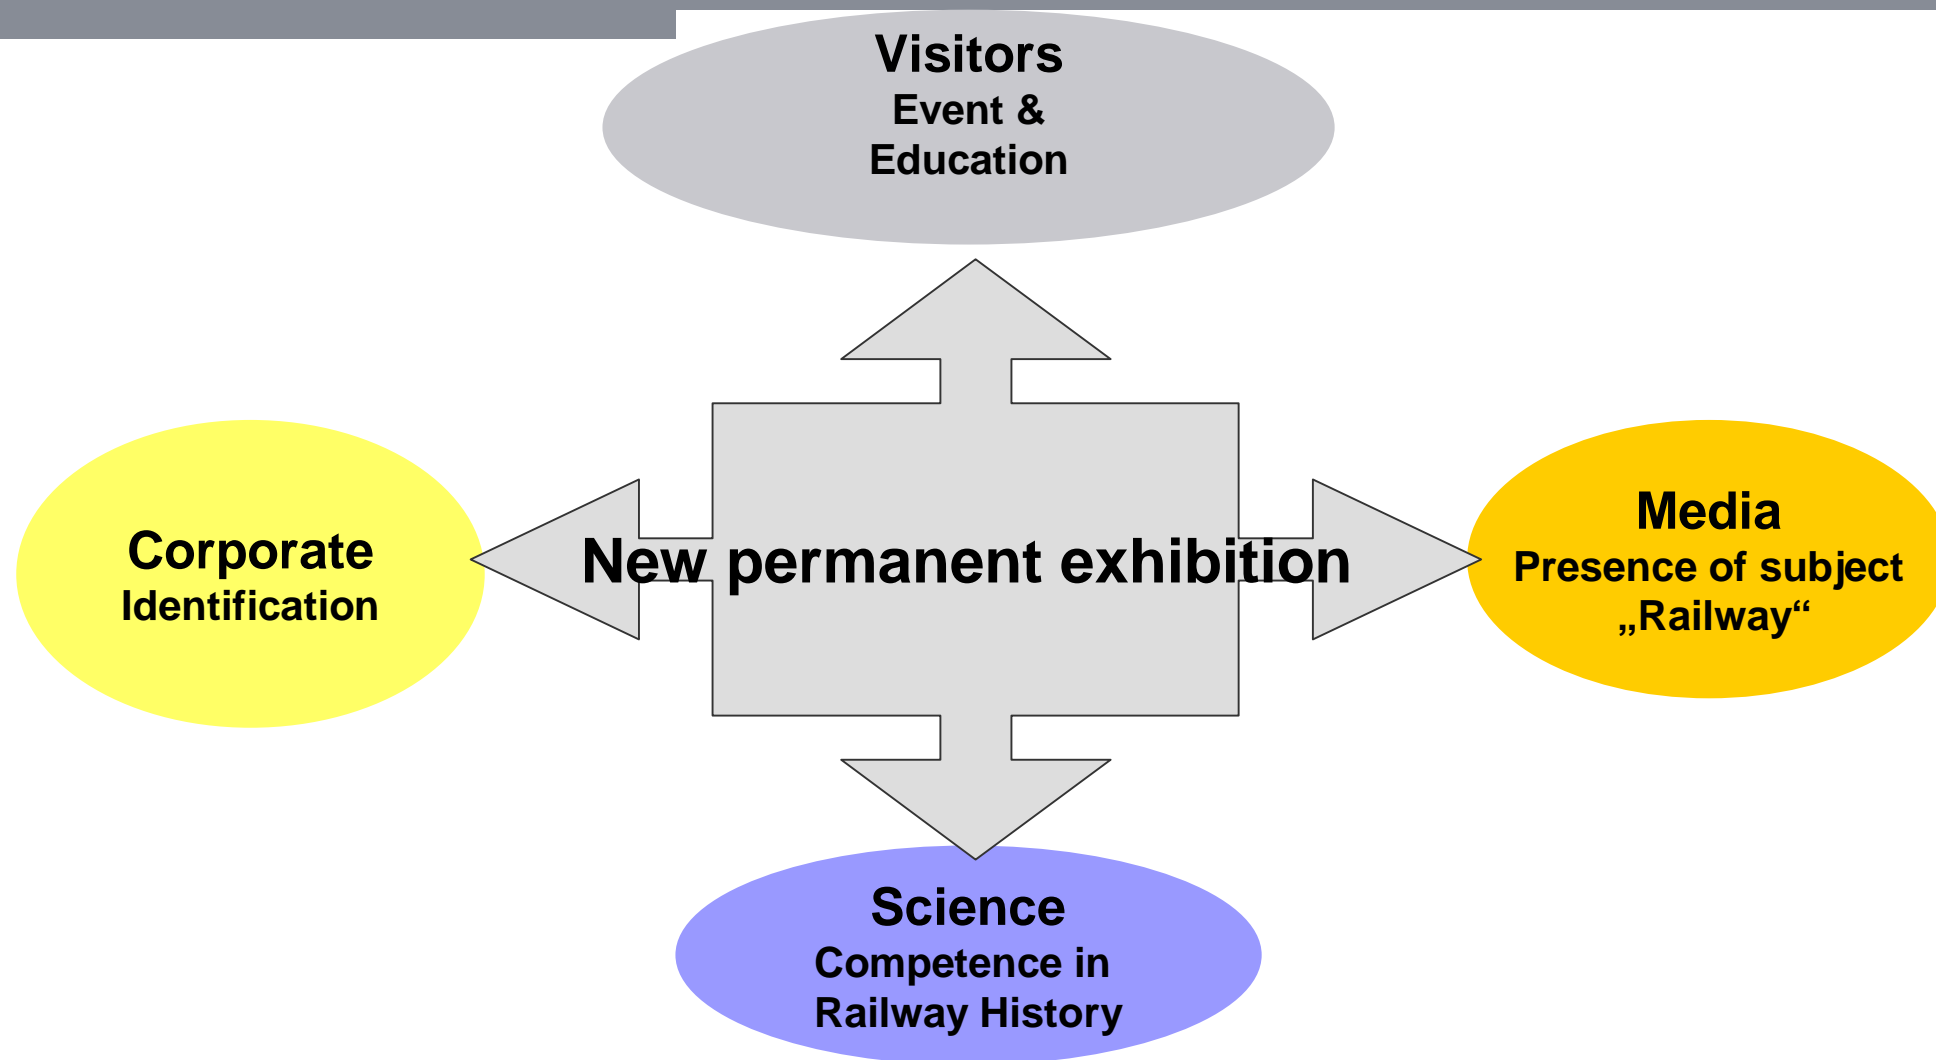 Visitors
Event &
Education
Corporate
Identification
New permanent exhibition
Media
Presence of subject
„Railway“
Science
Competence in
Railway History